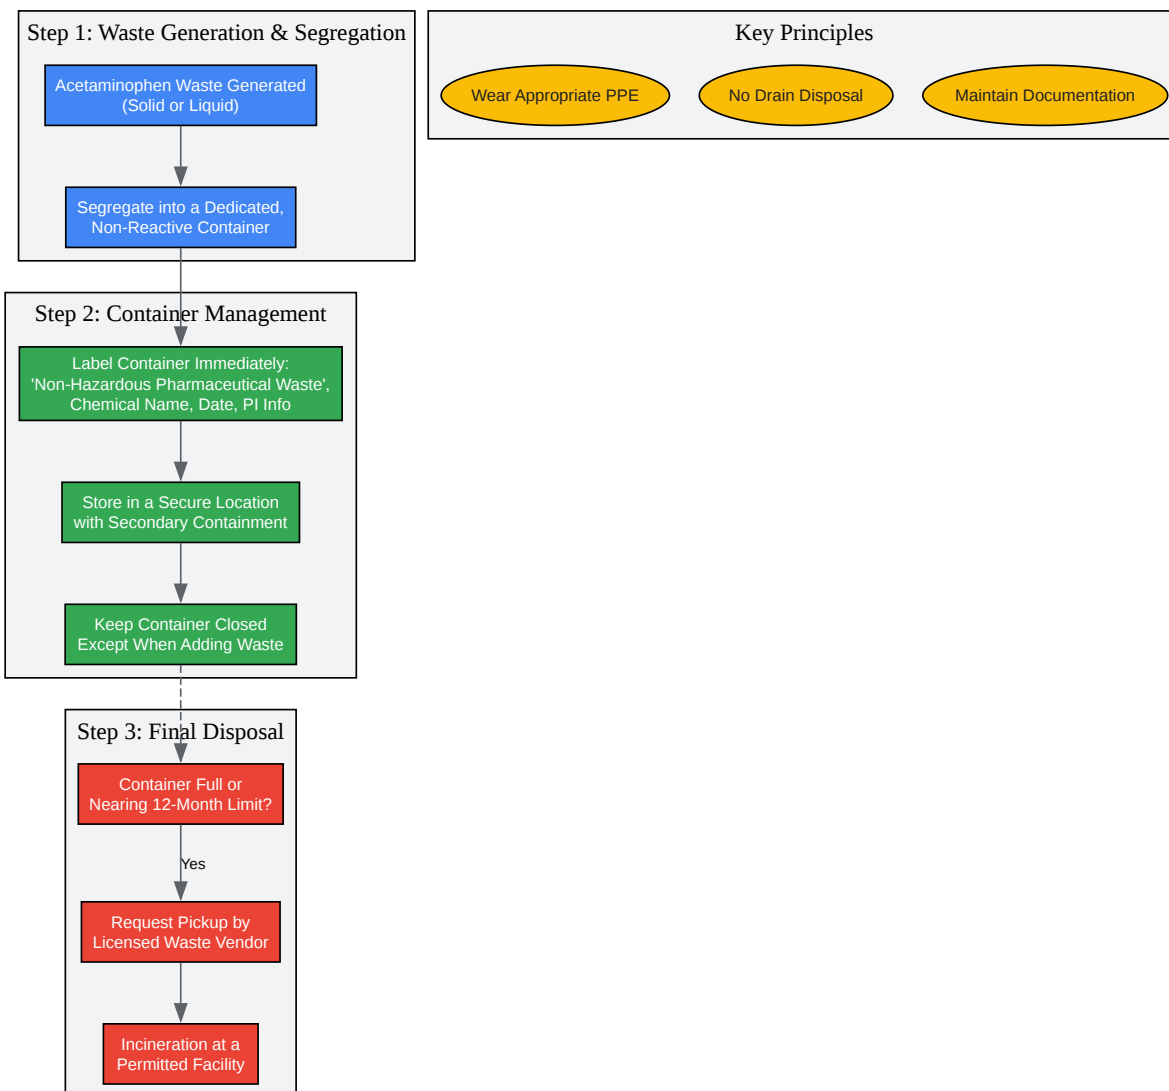 Step 1: Waste Generation & Segregation
Acetaminophen Waste Generated
(Solid or Liquid)
Segregate into a Dedicated,
Non-Reactive Container
Key Principles
Wear Appropriate PPE
No Drain Disposal
Maintain Documentation
Step 2: Container Management
Label Container Immediately:
'Non-Hazardous Pharmaceutical Waste',
Chemical Name, Date, PI Info
Store in a Secure Location
with Secondary Containment
Keep Container Closed
Except When Adding Waste
Step 3: Final Disposal
Container Full or
Nearing 12-Month Limit?
Yes
Request Pickup by
Licensed Waste Vendor
Incineration at a
Permitted Facility